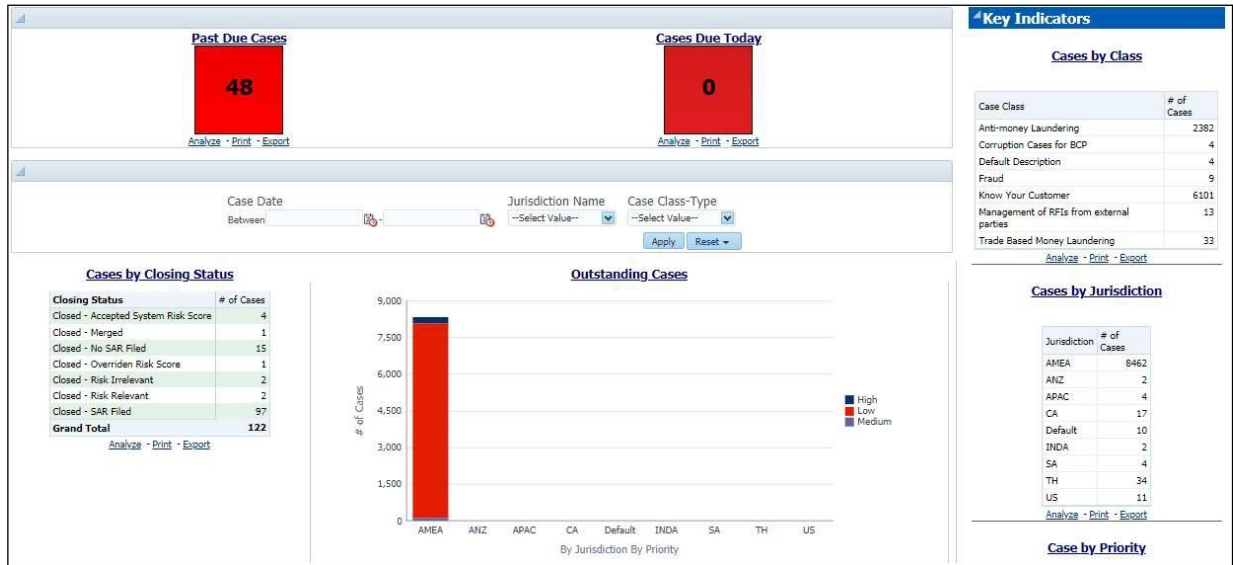 Past Due Cases
48
Analyze - Print - Export
Cases Due Today
0
Analyze - Print - Export
Case Date
Between
-
Jurisdiction Name
--Select Value--
Case Class-Type
--Select Value--
Apply
Reset
Cases by Closing Status
Closing Status # of Cases
Closed - Accepted System Risk Score 4
Closed - Merged 1
Closed - No SAR Filed 15
Closed - Overriden Risk Score 1
Closed - Risk Irrelevant 2
Closed - Risk Relevant 2
Closed - SAR Filed 97
Grand Total 122
Analyze - Print - Export
Outstanding Cases
9,000
7,500
6,000
4,500
3,000
1,500
0
# of Cases
AMEA ANZ APAC CA Default INDA SA TH US
By Jurisdiction By Priority
High
Low
Medium
Key Indicators
Cases by Class
Case Class # of Cases
Anti-money Laundering 2382
Corruption Cases for BCP 4
Default Description 4
Fraud 9
Know Your Customer 6101
Management of RFIs from external parties 13
Trade Based Money Laundering 33
Analyze - Print - Export
Cases by Jurisdiction
Jurisdiction # of Cases
AMEA 8462
ANZ 2
APAC 4
CA 17
Default 10
INDA 2
SA 4
TH 34
US 11
Analyze - Print - Export
Case by Priority